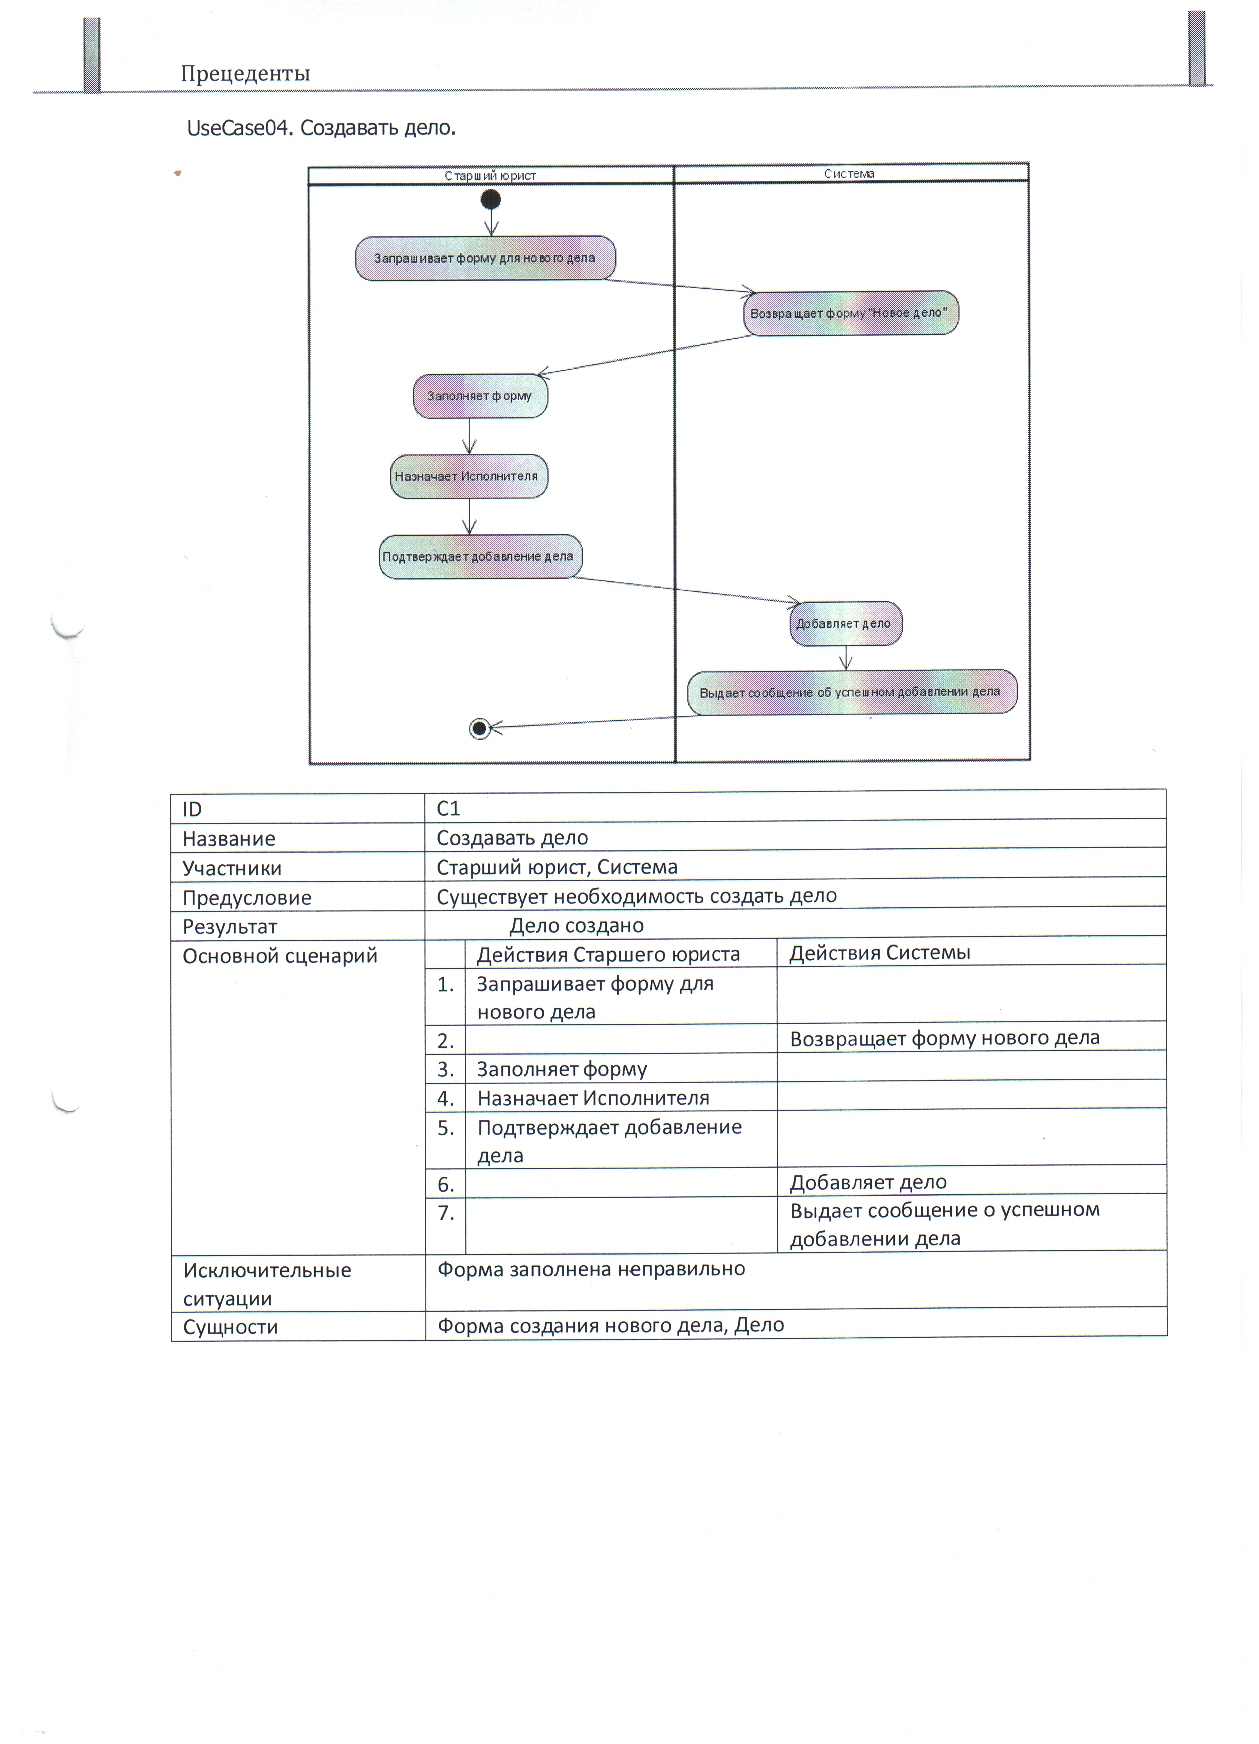 Прецеденты
UseCase04. Создавать дело.
Старший юрист
Система
Запрашивает форму для нового дела
Возвращает форму "Новое дело"
Заполняет форму
Назначает Исполнителя
Подтверждает добавление дела
Добавляет дело
Выдает сообщение об успешном добавлении дела
ID C1
Название Создавать дело
Участники Старший юрист, Система
Предусловие Существует необходимость создать дело
Результат Дело создано
Основной сценарий Действия Старшего юриста Действия Системы
1. Запрашивает форму для
нового дела
2. Возвращает форму нового дела
3. Заполняет форму
4. Назначает Исполнителя
5. Подтверждает добавление
дела
6. Добавляет дело
7. Выдает сообщение о успешном
добавлении дела
Исключительные Форма заполнена неправильно
ситуации
Сущности Форма создания нового дела, Дело